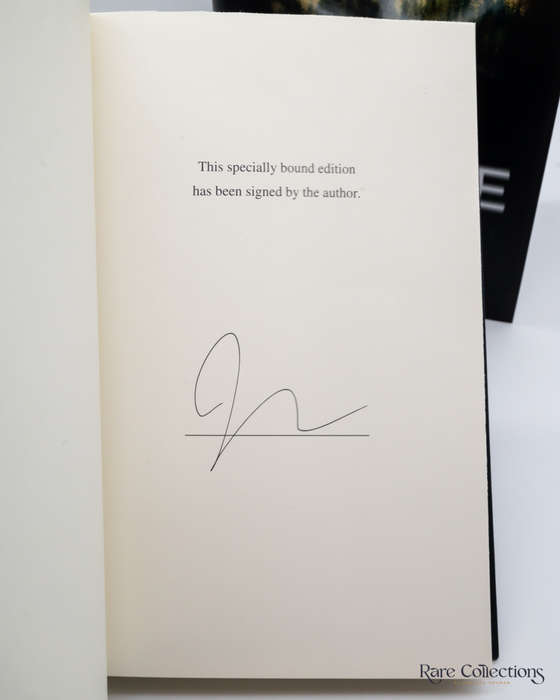 This specially bound edition
has been signed by the author.
E
Rare Collections